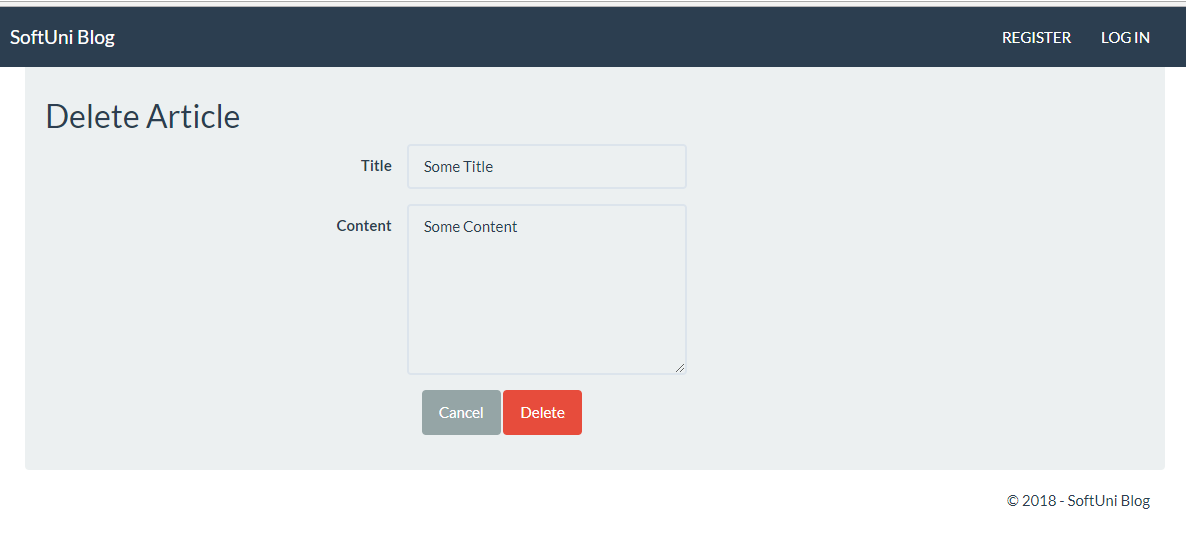 SoftUni Blog REGISTER LOG IN
Delete Article
Title Some Title
Content Some Content
Cancel Delete
© 2018 - SoftUni Blog